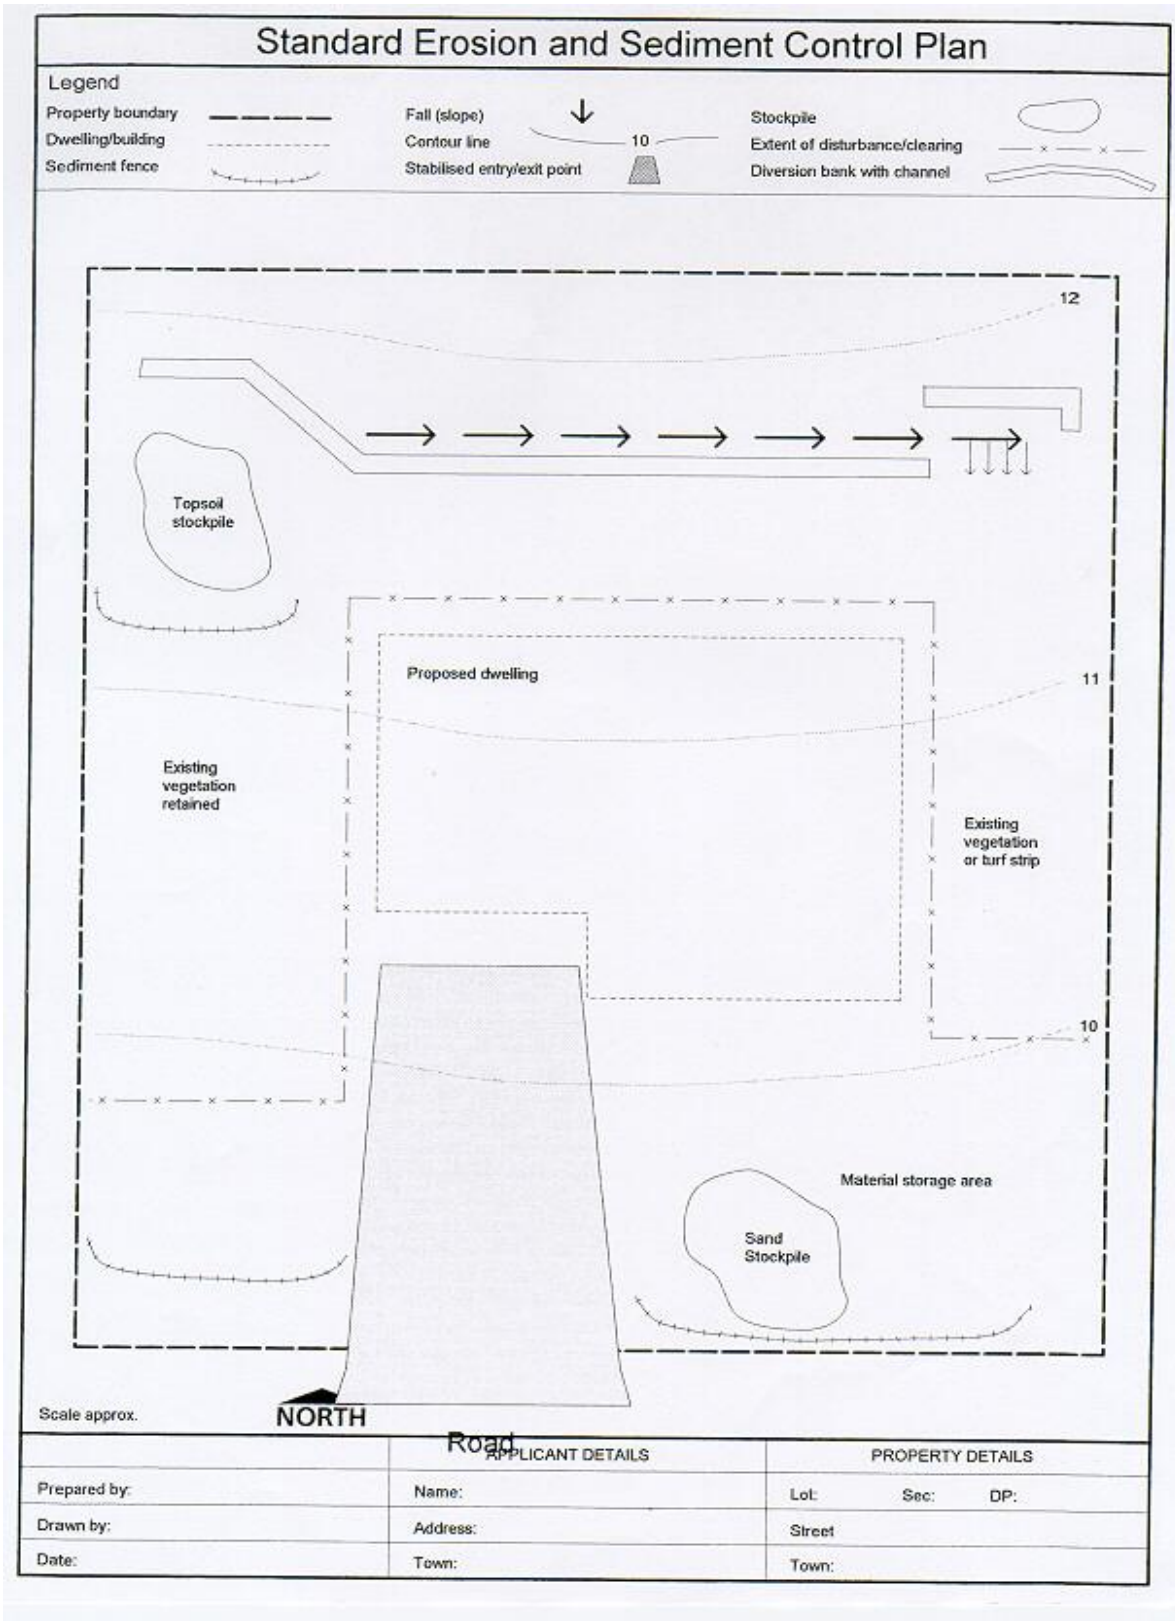 Standard Erosion and Sediment Control Plan
Legend
Property boundary
Dwelling/building
Sediment fence
Fall (slope)
Contour line
10
Stabilised entry/exit point
Stockpile
Extent of disturbance/clearing
Diversion bank with channel
12
Topsoil
stockpile
Proposed dwelling
11
Existing
vegetation
retained
Existing
vegetation
or turf strip
10
Material storage area
Sand
Stockpile
Scale approx.
NORTH
Road
APPLICANT DETAILS
PROPERTY DETAILS
Prepared by:
Name:
Lot: Sec: DP:
Drawn by:
Address:
Street
Date:
Town:
Town: